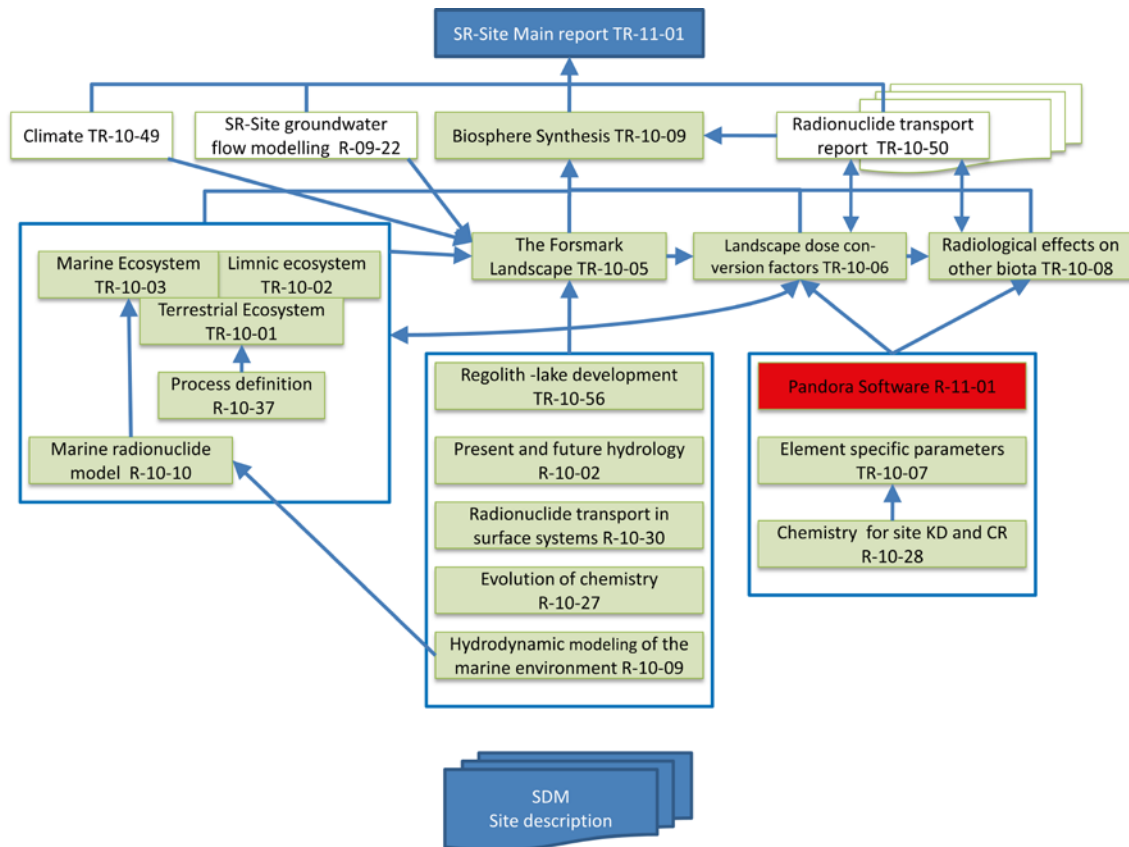 SR-Site Main report TR-11-01
Climate TR-10-49
SR-Site groundwater
flow modelling R-09-22
Biosphere Synthesis TR-10-09
Radionuclide transport
report TR-10-50
Marine Ecosystem
TR-10-03
Limnic ecosystem
TR-10-02
Terrestrial Ecosystem
TR-10-01
Process definition
R-10-37
Marine radionuclide
model R-10-10
The Forsmark
Landscape TR-10-05
Landscape dose con-
version factors TR-10-06
Radiological effects on
other biota TR-10-08
Regolith -lake development
TR-10-56
Present and future hydrology
R-10-02
Radionuclide transport in
surface systems R-10-30
Evolution of chemistry
R-10-27
Hydrodynamic modeling of the
marine environment R-10-09
Pandora Software R-11-01
Element specific parameters
TR-10-07
Chemistry for site KD and CR
R-10-28
SDM
Site description